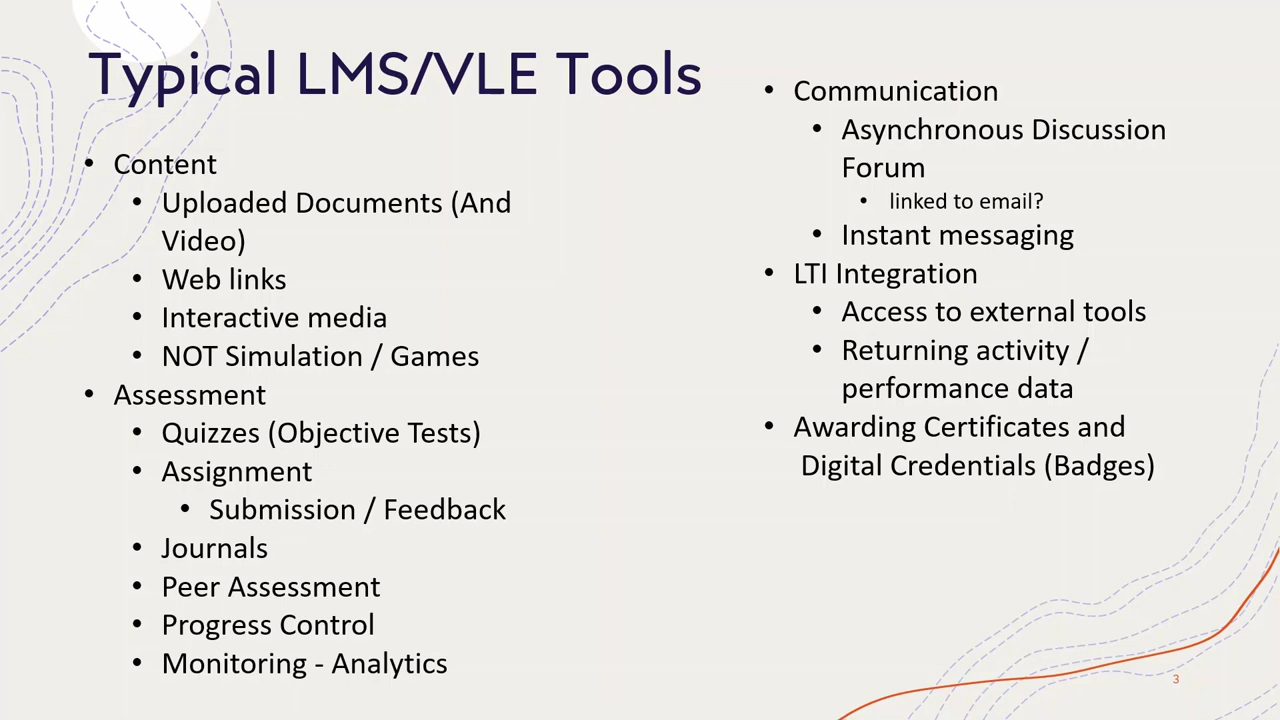 Typical LMS/VLE Tools
• Content
• Uploaded Documents (And
Video)
• Web links
• Interactive media
• NOT Simulation / Games
• Assessment
• Quizzes (Objective Tests)
• Assignment
• Submission / Feedback
• Journals
• Peer Assessment
• Progress Control
• Monitoring - Analytics
• Communication
• Asynchronous Discussion
Forum
• linked to email?
• Instant messaging
• LTI Integration
• Access to external tools
• Returning activity /
performance data
• Awarding Certificates and
Digital Credentials (Badges)
3